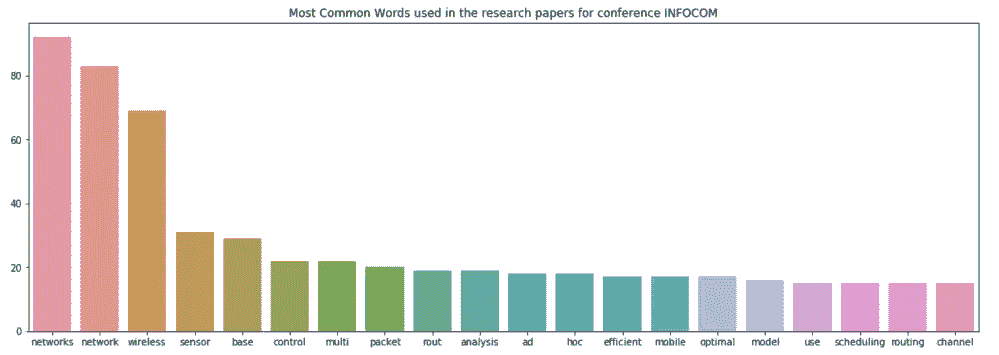 Most Common Words used in the research papers for conference INFOCOM
80
60
40
20
0
networks network wireless sensor base control multi packet rout analysis ad hoc efficient mobile optimal model use scheduling routing channel